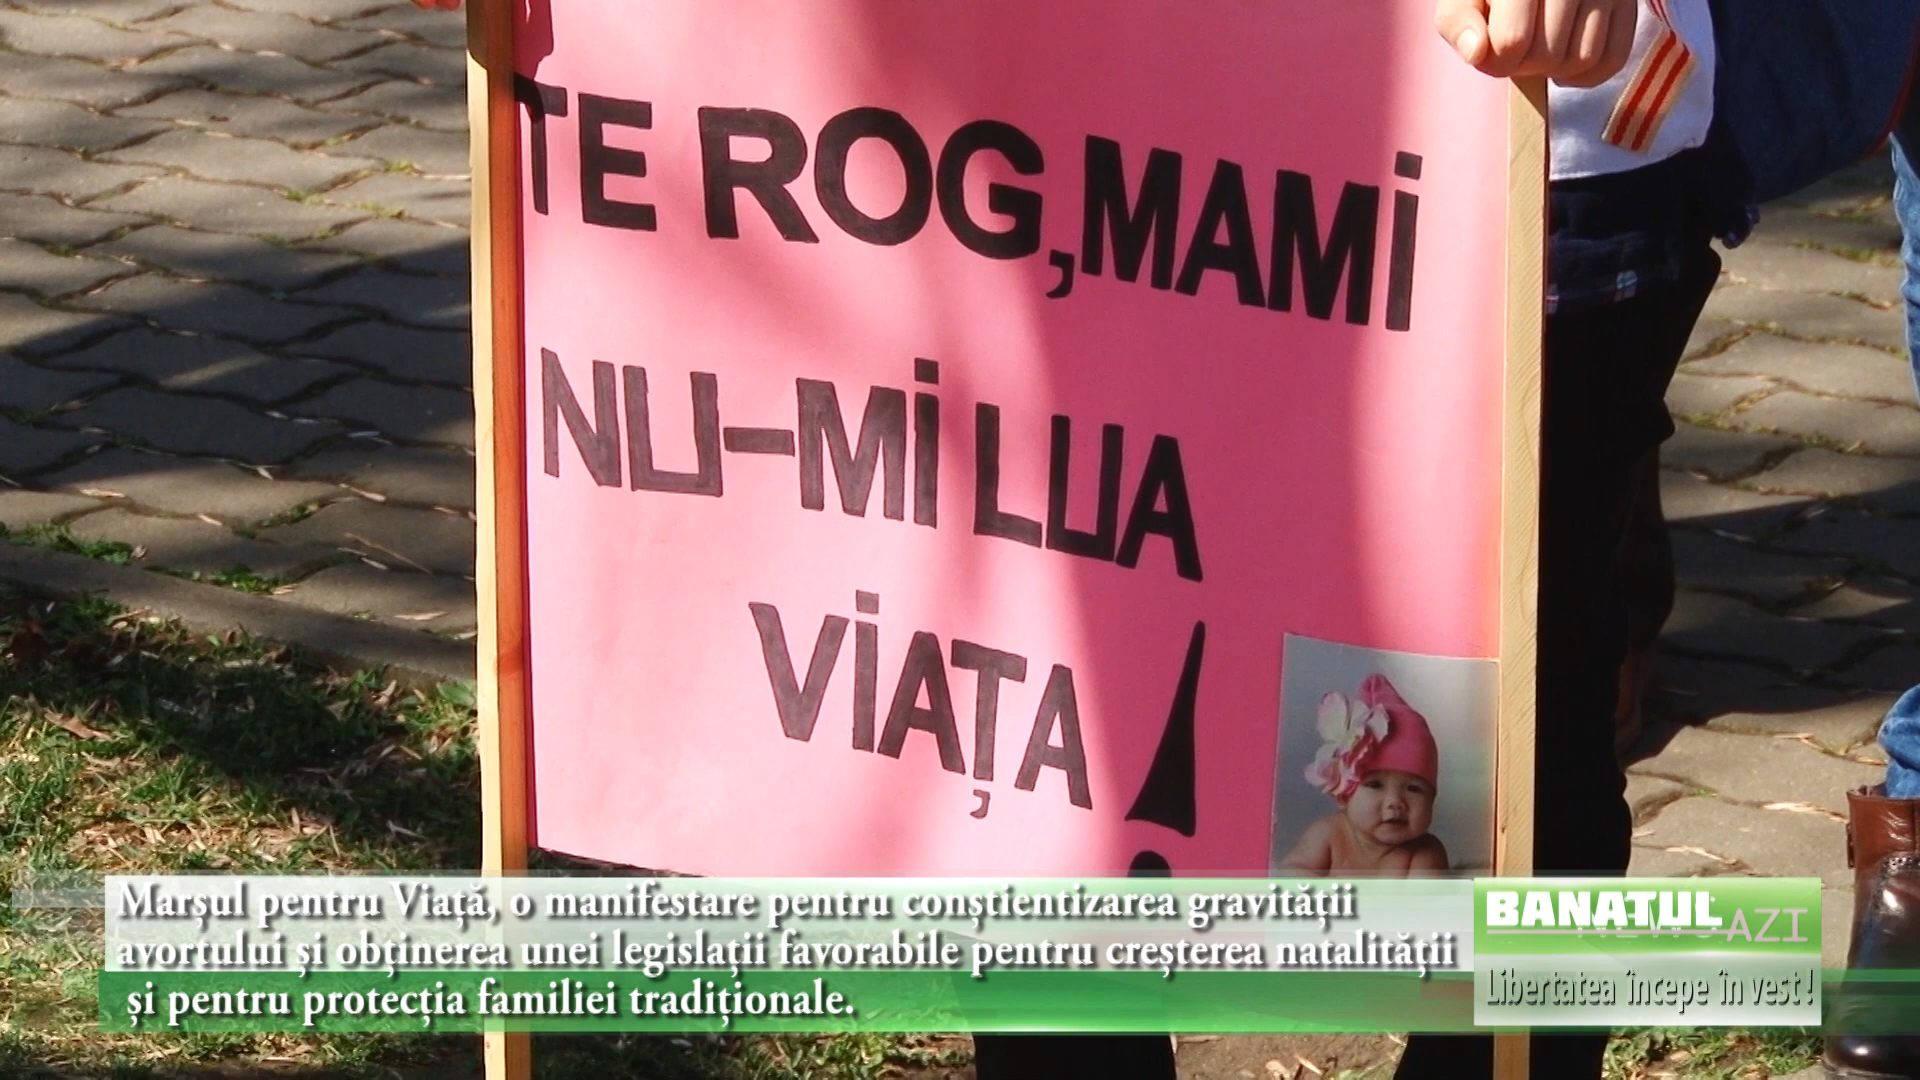 TE ROG, MAMi
NU-Mi LUA
ViAȚA!
Marșul pentru Viață, o manifestare pentru conștientizarea gravității
avortului și obținerea unei legislații favorabile pentru creșterea natalității
și pentru protecția familiei tradiționale.
BANATUL
NEWS AZI
Libertatea începe în vest!